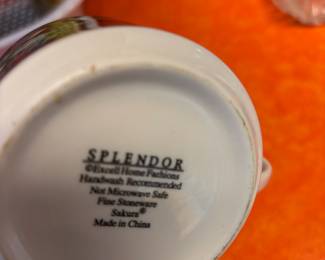 SPLENDOR
©Excell Home Fashions
Handwash Recommended
Not Microwave Safe
Fine Stoneware
Sakura®
Made in China